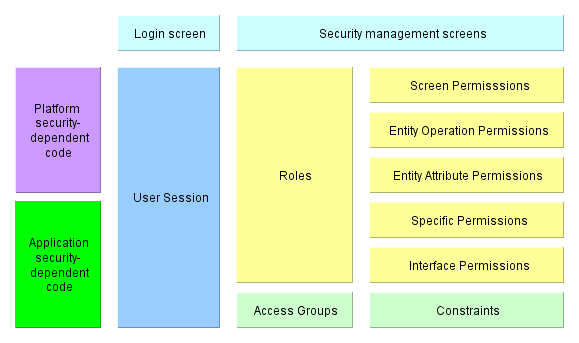 Login screen
Security management screens
Platform
security-
dependent
code
User Session
Roles
Screen Permisssions
Entity Operation Permissions
Entity Attribute Permissions
Specific Permissions
Interface Permissions
Application
security-
dependent
code
Access Groups
Constraints